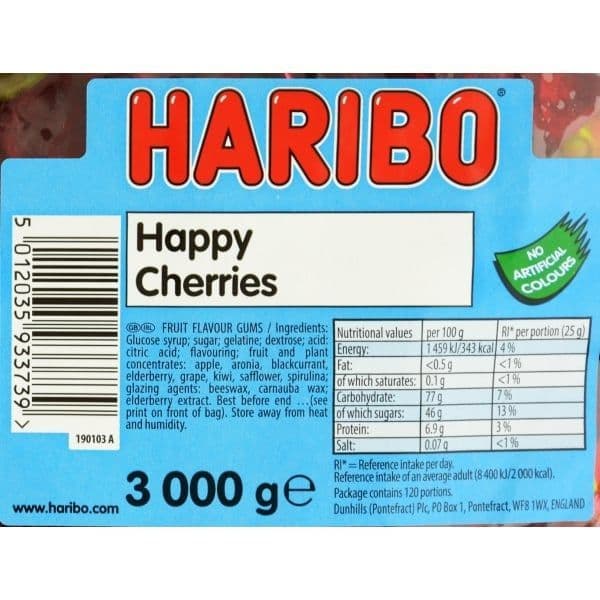 HARIBO®
Happy
Cherries
NO
ARTIFICIAL
COLOURS
5 012035 933739 >
190103 A
GB IRL FRUIT FLAVOUR GUMS / Ingredients:
Glucose syrup; sugar; gelatine; dextrose; acid:
citric acid; flavouring; fruit and plant
concentrates: apple, aronia, blackcurrant,
elderberry, grape, kiwi, safflower, spirulina;
glazing agents: beeswax, carnauba wax;
elderberry extract. Best before end ...(see
print on front of bag). Store away from heat
and humidity.
Nutritional values per 100 g RI* per portion (25 g)
Energy: 1 459 kJ/343 kcal 4 %
Fat: <0.5 g <1 %
of which saturates: 0.1 g <1 %
Carbohydrate: 77 g 7 %
of which sugars: 46 g 13 %
Protein: 6.9 g 3 %
Salt: 0.07 g <1 %
RI* = Reference intake per day.
Reference intake of an average adult (8 400 kJ/2 000 kcal).
Package contains 120 portions.
Dunhills (Pontefract) Plc, PO Box 1, Pontefract, WF8 1WX, ENGLAND
www.haribo.com
3 000 g℮